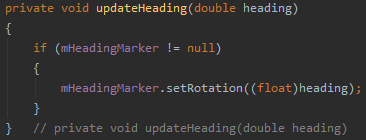 private void updateHeading(double heading)
{
    if (mHeadingMarker != null)
    {
        mHeadingMarker.setRotation((float)heading);
    }
}   // private void updateHeading(double heading)